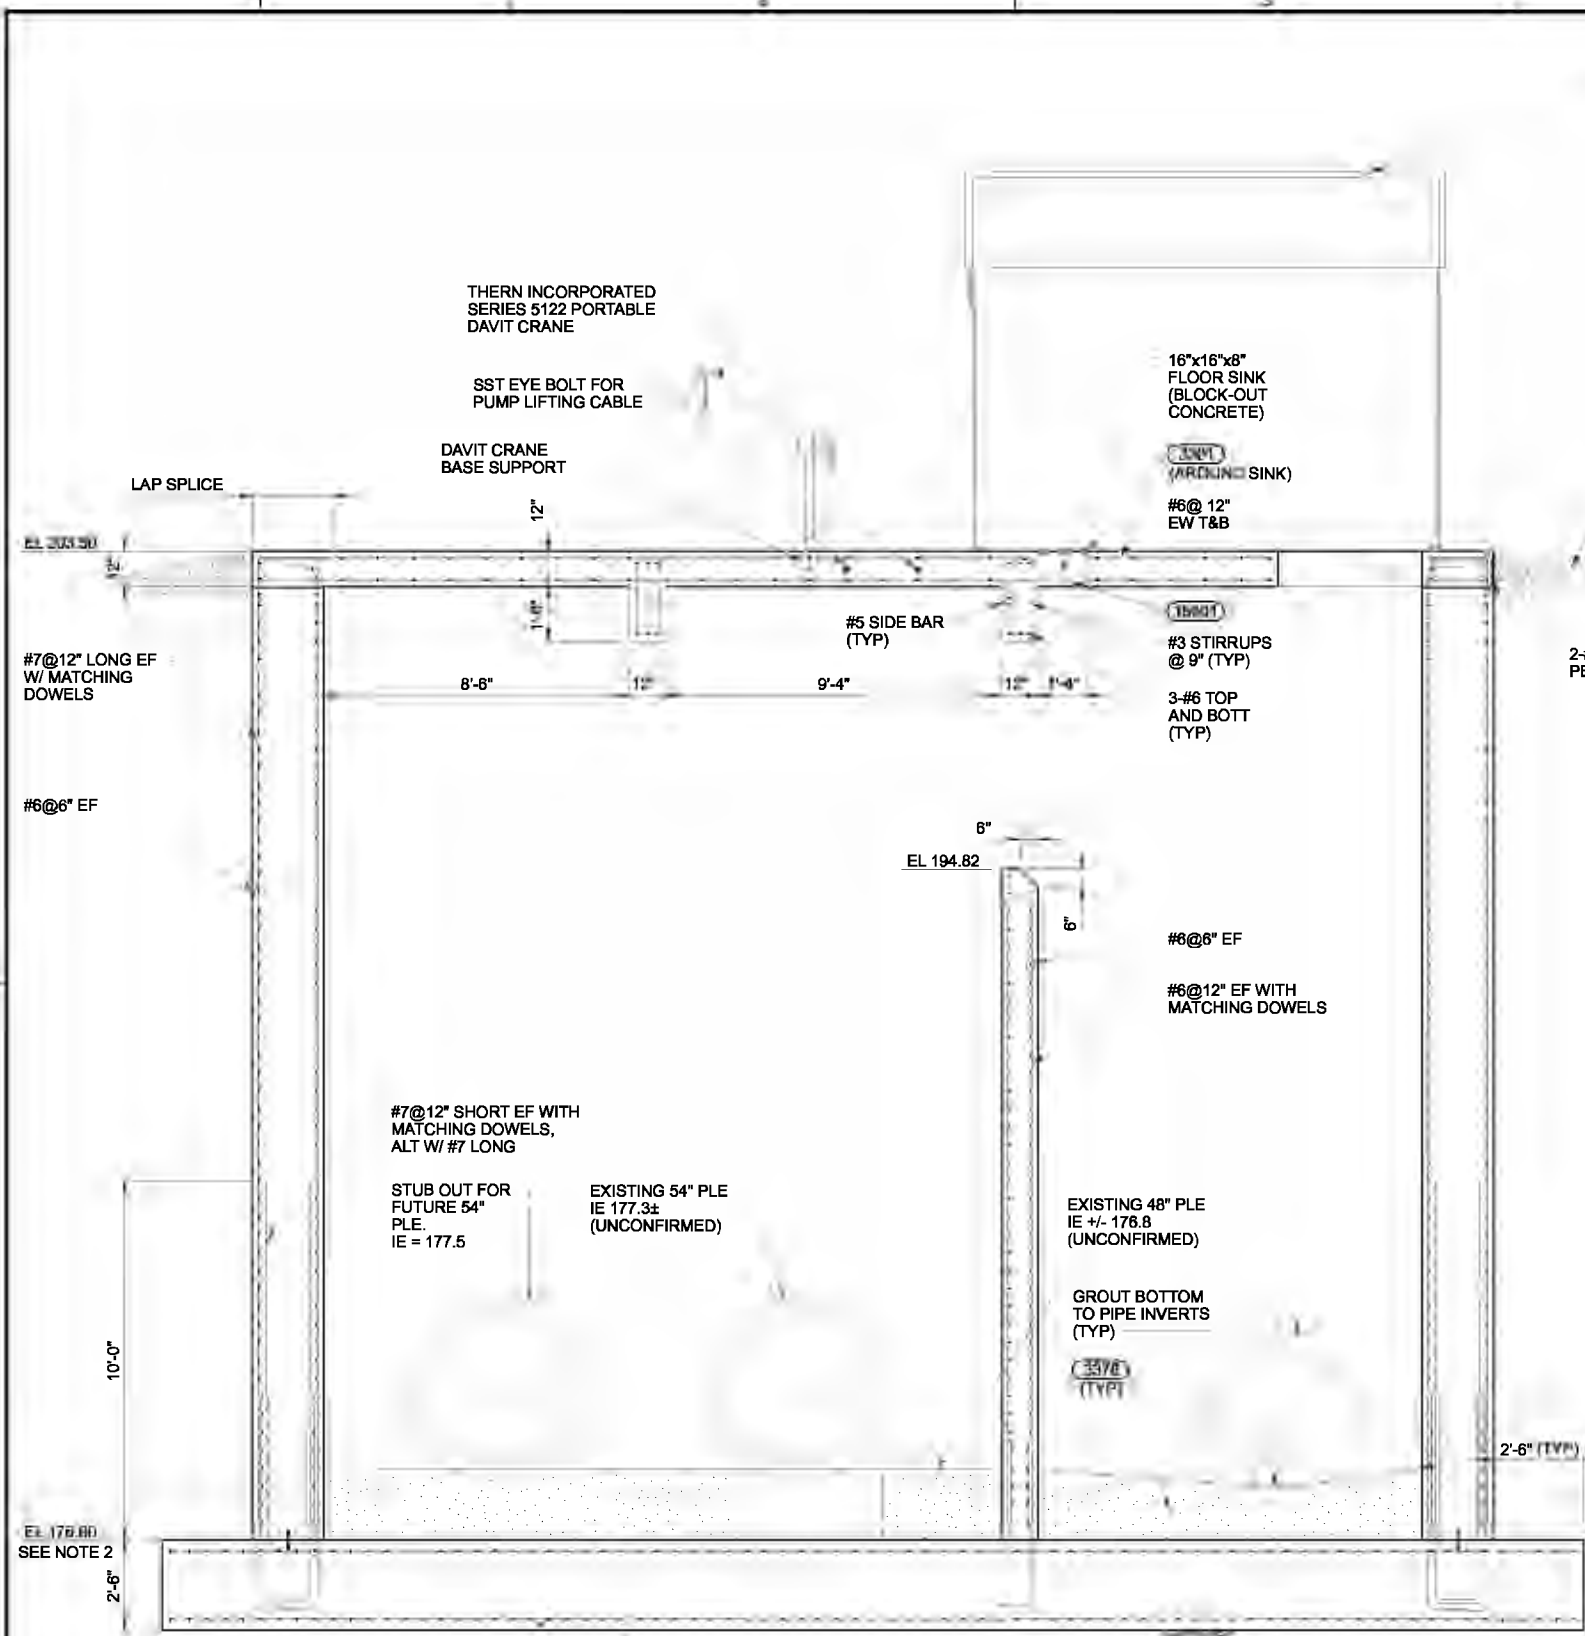 THERN INCORPORATED
SERIES 5122 PORTABLE
DAVIT CRANE
SST EYE BOLT FOR
PUMP LIFTING CABLE
DAVIT CRANE
BASE SUPPORT
LAP SPLICE
16"x16"x8"
FLOOR SINK
(BLOCK-OUT
CONCRETE)
(AROUND SINK)
#6@ 12"
EW T&B
12"
EL 203.50
12"
1'-6"
#5 SIDE BAR
(TYP)
#3 STIRRUPS
@ 9" (TYP)
3-#6 TOP
AND BOTT
(TYP)
#7@12" LONG EF
W/ MATCHING
DOWELS
8'-6"
12"
9'-4"
12"
1'-4"
#6@6" EF
6"
EL 194.82
6"
#6@6" EF
#6@12" EF WITH
MATCHING DOWELS
#7@12" SHORT EF WITH
MATCHING DOWELS,
ALT W/ #7 LONG
STUB OUT FOR
FUTURE 54"
PLE.
IE = 177.5
EXISTING 54" PLE
IE 177.3±
(UNCONFIRMED)
EXISTING 48" PLE
IE +/- 176.8
(UNCONFIRMED)
GROUT BOTTOM
TO PIPE INVERTS
(TYP)
3370
(TYP)
10'-0"
2'-6" (TYP)
SEE NOTE 2
2'-6"